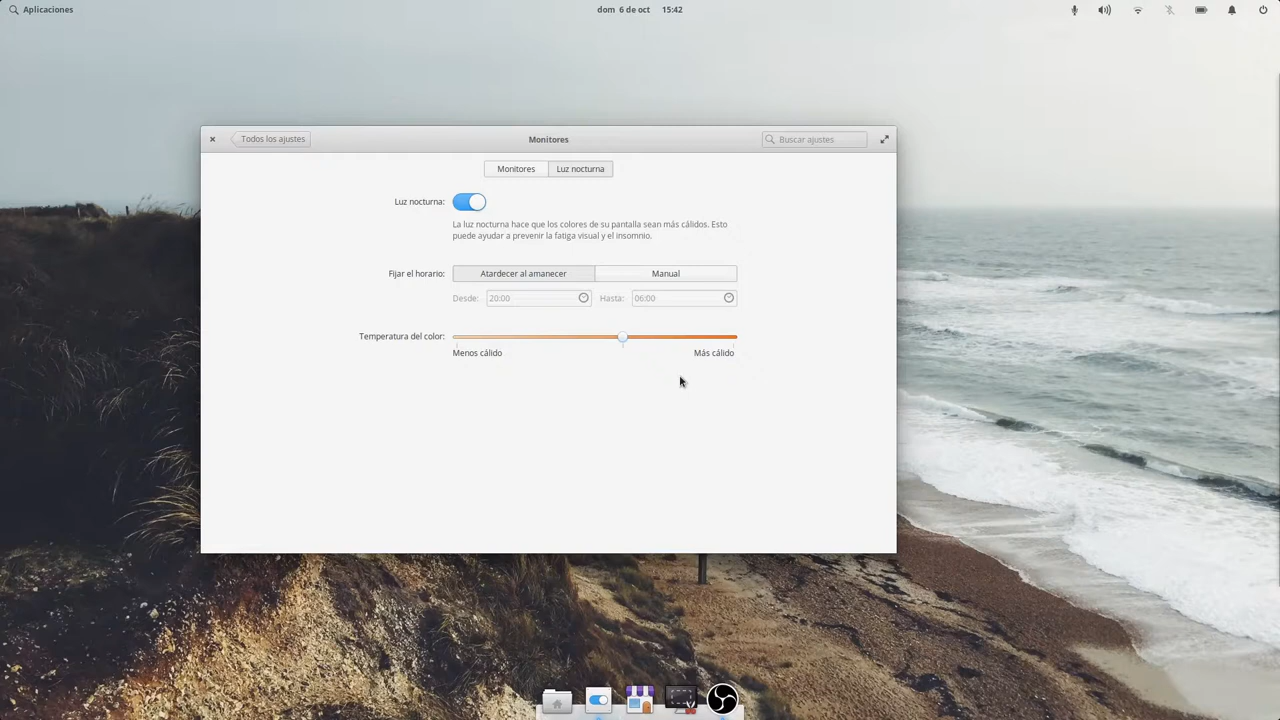 Aplicaciones
dom 6 de oct 15:42
Todos los ajustes
Monitores
Buscar ajustes
Monitores
Luz nocturna
Luz nocturna:
La luz nocturna hace que los colores de su pantalla sean más cálidos. Esto
puede ayudar a prevenir la fatiga visual y el insomnio.
Fijar el horario:
Atardecer al amanecer
Manual
Desde: 20:00
Hasta: 06:00
Temperatura del color:
Menos cálido
Más cálido